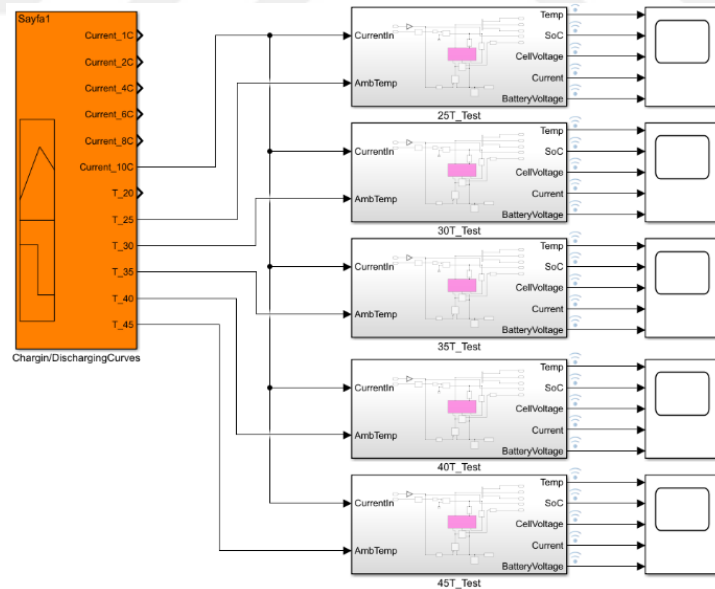 Sayfa1
Current_1C
Current_2C
Current_4C
Current_6C
Current_8C
Current_10C
T_20
T_25
T_30
T_35
T_40
T_45
Chargin/DischargingCurves
CurrentIn
AmbTemp
Temp
SoC
CellVoltage
Current
BatteryVoltage
25T_Test
CurrentIn
AmbTemp
Temp
SoC
CellVoltage
Current
BatteryVoltage
30T_Test
CurrentIn
AmbTemp
Temp
SoC
CellVoltage
Current
BatteryVoltage
35T_Test
CurrentIn
AmbTemp
Temp
SoC
CellVoltage
Current
BatteryVoltage
40T_Test
CurrentIn
AmbTemp
Temp
SoC
CellVoltage
Current
BatteryVoltage
45T_Test